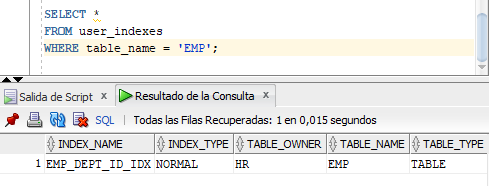 SELECT *
FROM user_indexes
WHERE table_name = 'EMP';
Salida de Script x Resultado de la Consulta x
SQL | Todas las Filas Recuperadas: 1 en 0,015 segundos
INDEX_NAME INDEX_TYPE TABLE_OWNER TABLE_NAME TABLE_TYPE
1 EMP_DEPT_ID_IDX NORMAL HR EMP TABLE